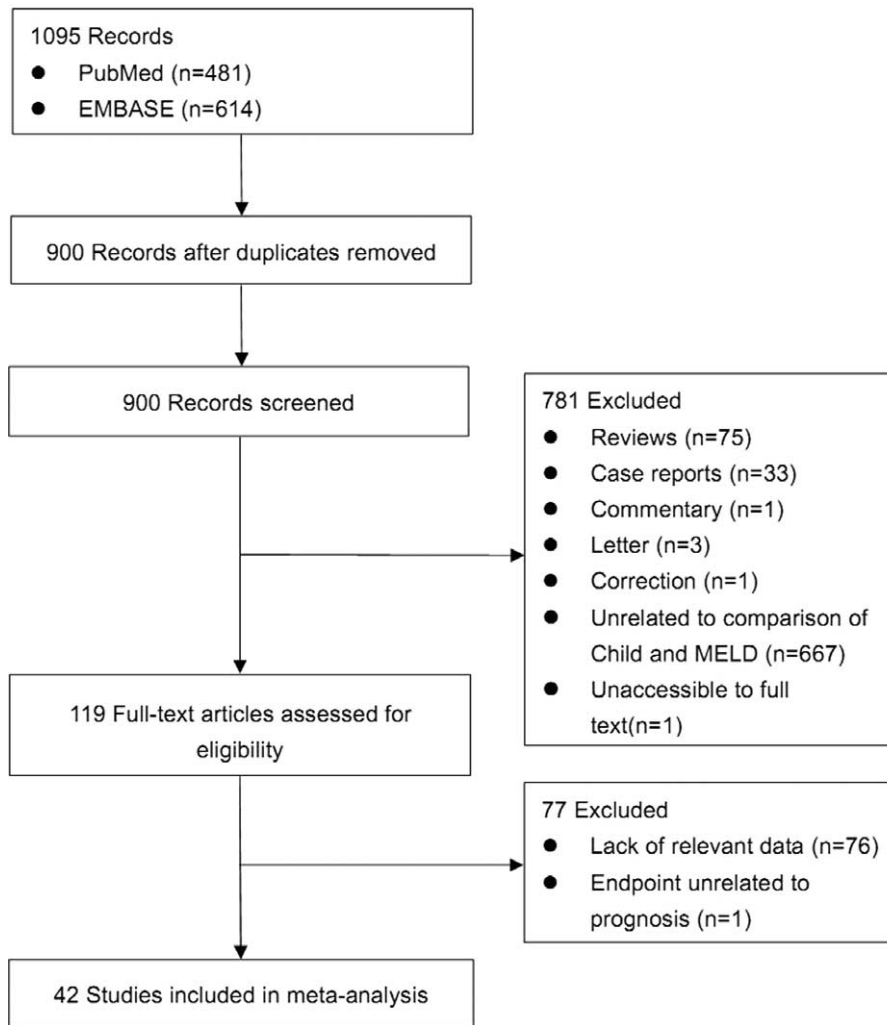 1095 Records
● PubMed (n=481)
● EMBASE (n=614)
900 Records after duplicates removed
900 Records screened
781 Excluded
● Reviews (n=75)
● Case reports (n=33)
● Commentary (n=1)
● Letter (n=3)
● Correction (n=1)
● Unrelated to comparison of
Child and MELD (n=667)
● Unaccessible to full
text(n=1)
119 Full-text articles assessed for
eligibility
77 Excluded
● Lack of relevant data (n=76)
● Endpoint unrelated to
prognosis (n=1)
42 Studies included in meta-analysis